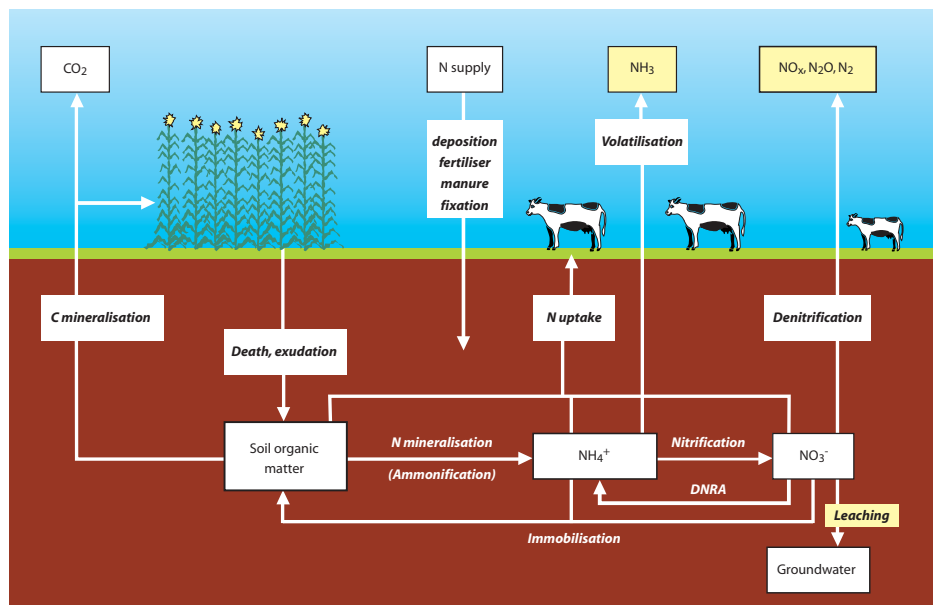 CO₂
N supply
NH₃
NOₓ, N₂O, N₂
deposition
fertiliser
manure
fixation
Volatilisation
C mineralisation
N uptake
Denitrification
Death, exudation
Soil organic
matter
N mineralisation
(Ammonification)
NH₄⁺
Nitrification
NO₃⁻
DNRA
Leaching
Immobilisation
Groundwater